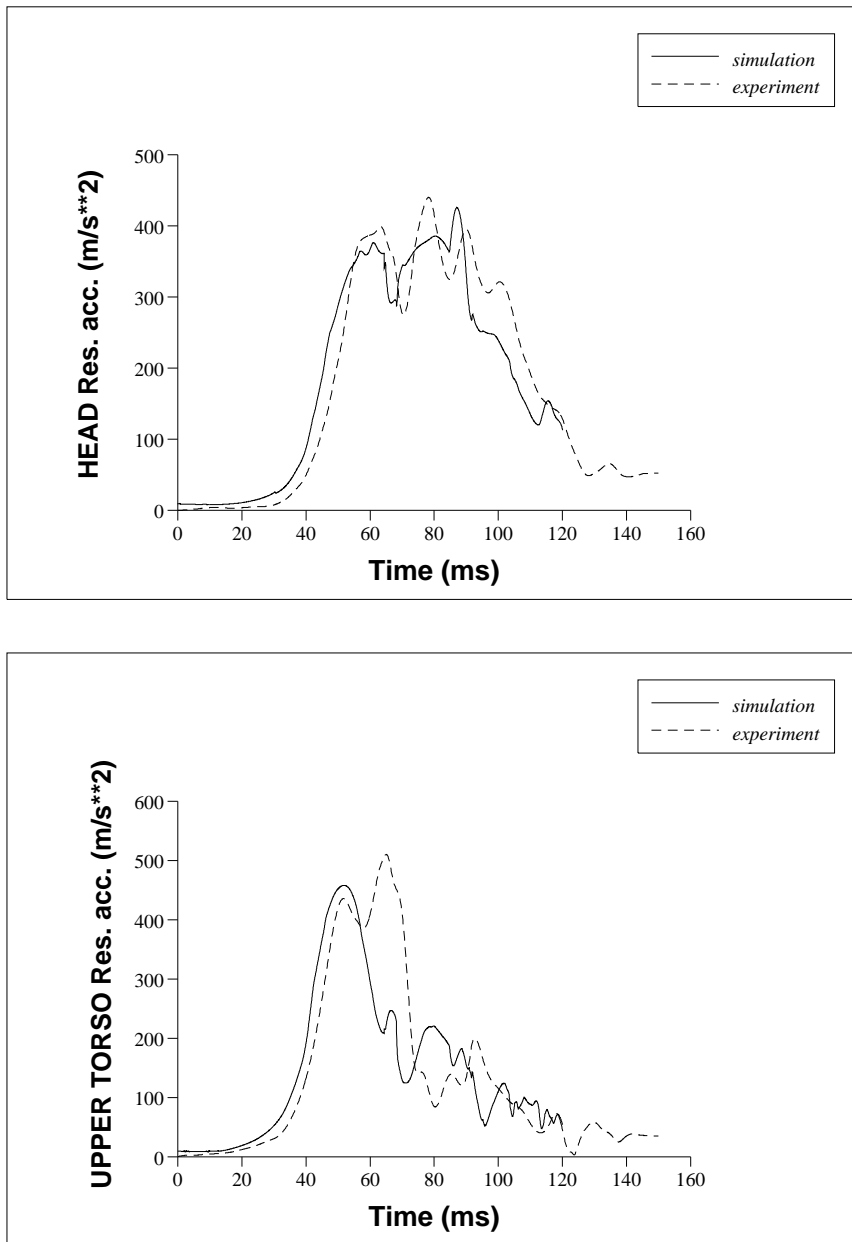 simulation
experiment
HEAD Res. acc. (m/s**2)
500
400
300
200
100
0
0 20 40 60 80 100 120 140 160
Time (ms)
simulation
experiment
UPPER TORSO Res. acc. (m/s**2)
600
500
400
300
200
100
0
0 20 40 60 80 100 120 140 160
Time (ms)